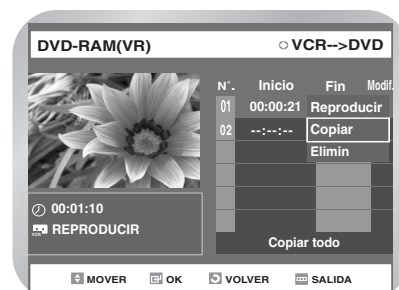 DVD-RAM(VR) VCR-->DVD
N°. Inicio Fin Modif.
01 00:00:21 Reproducir
02 --:--:-- Copiar
Elimin
00:01:10
VCR REPRODUCIR
Copiar todo
MOVER OK VOLVER SALIDA